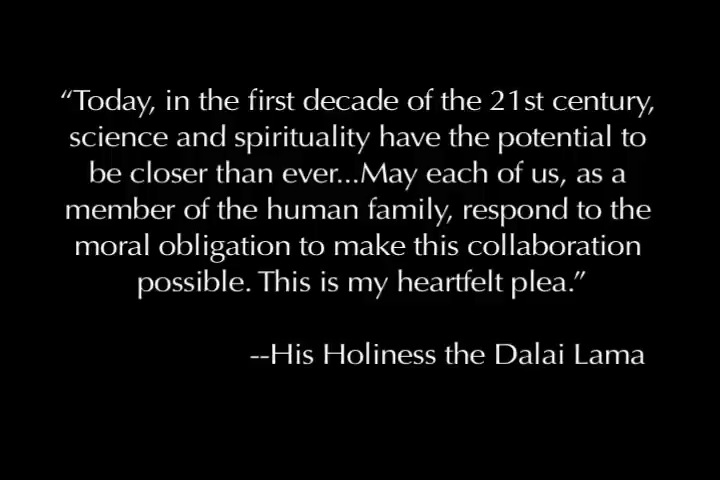 “Today, in the first decade of the 21st century,
science and spirituality have the potential to
be closer than ever...May each of us, as a
member of the human family, respond to the
moral obligation to make this collaboration
possible. This is my heartfelt plea.”
--His Holiness the Dalai Lama